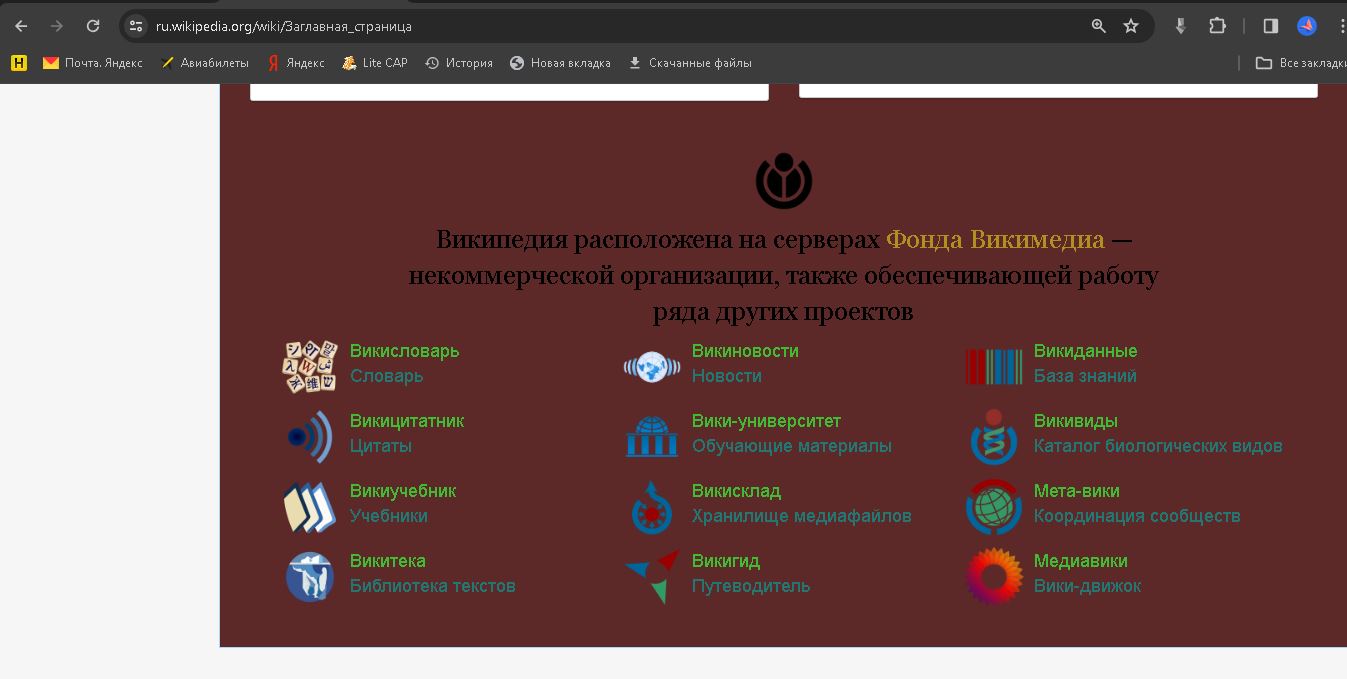 ru.wikipedia.org/wiki/Заглавная_страница
Н Почта. Яндекс Авиабилеты Я Яндекс Lite CAP История Новая вкладка Скачанные файлы Все закладки
Википедия расположена на серверах Фонда Викимедиа —
некоммерческой организации, также обеспечивающей работу
ряда других проектов
Викисловарь
Словарь
Викиновости
Новости
Викиданные
База знаний
Викицитатник
Цитаты
Вики-университет
Обучающие материалы
Викивиды
Каталог биологических видов
Викиучебник
Учебники
Викисклад
Хранилище медиафайлов
Мета-вики
Координация сообществ
Викитека
Библиотека текстов
Викигид
Путеводитель
Медиавики
Вики-движок